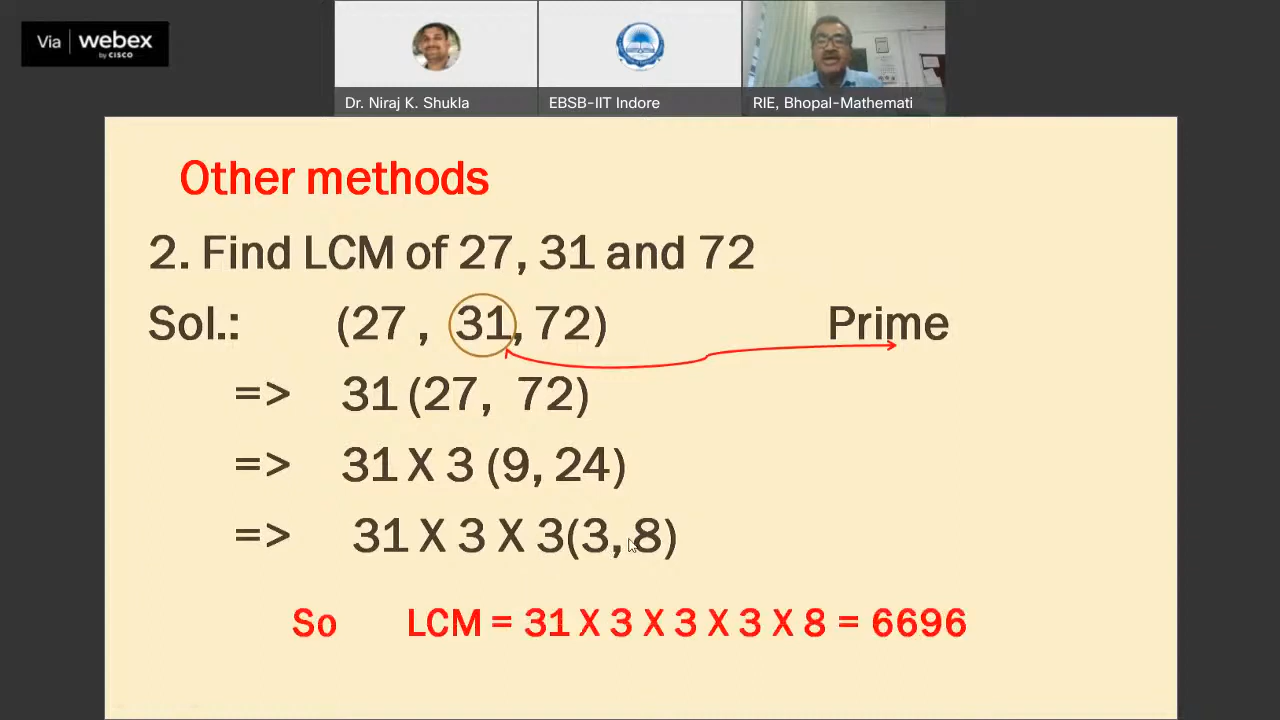 Via webex
by CISCO
Dr. Niraj K. Shukla
EBSB-IIT Indore
RIE, Bhopal-Mathemati
Other methods
2. Find LCM of 27, 31 and 72
Sol.: (27 , 31, 72) Prime
=> 31 (27, 72)
=> 31 X 3 (9, 24)
=> 31 X 3 X 3(3, 8)
So LCM = 31 X 3 X 3 X 3 X 8 = 6696